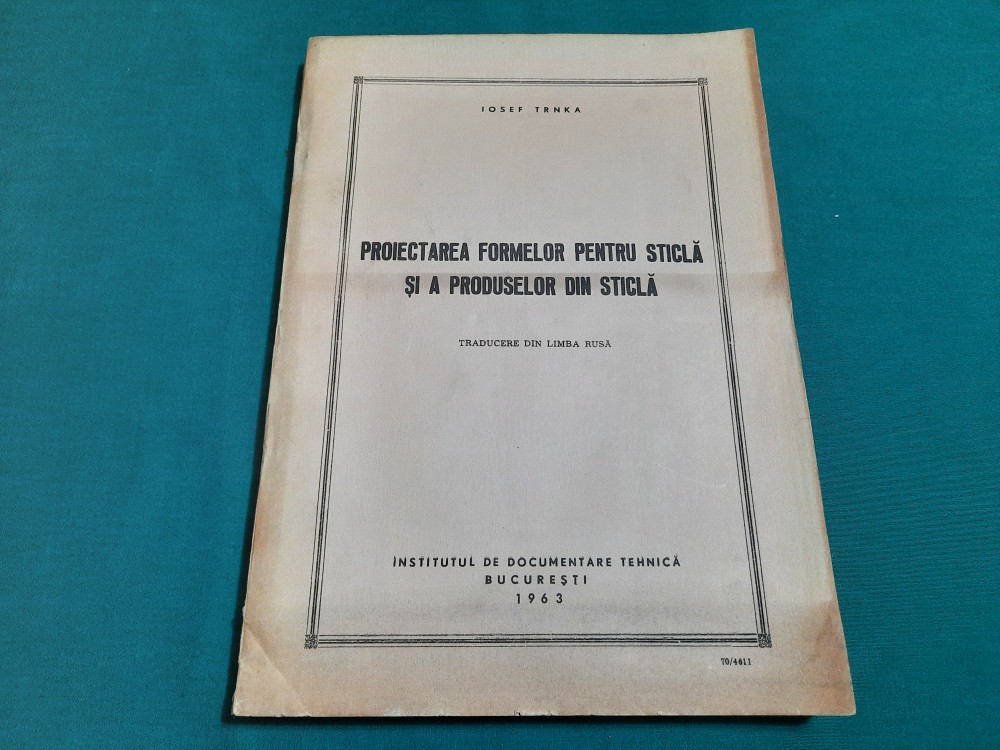 IOSEF TRNKA
PROIECTAREA FORMELOR PENTRU STICLĂ
ȘI A PRODUSELOR DIN STICLĂ
TRADUCERE DIN LIMBA RUSĂ
INSTITUTUL DE DOCUMENTARE TEHNICĂ
BUCUREȘTI
1963
70/4611